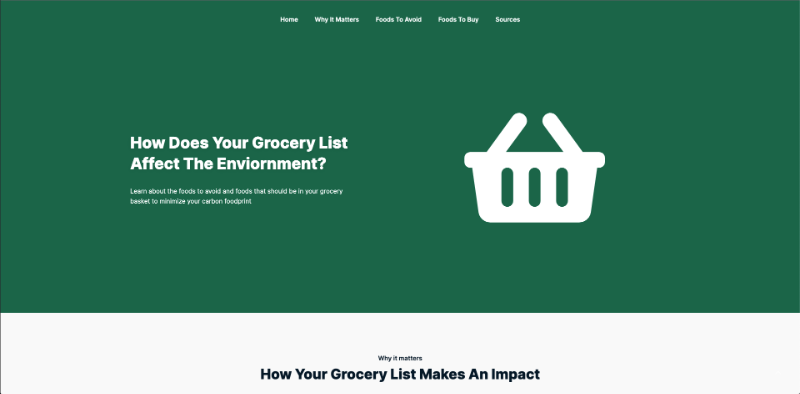 Home Why It Matters Foods To Avoid Foods To Buy Sources
How Does Your Grocery List
Affect The Enviornment?
Learn about the foods to avoid and foods that should be in your grocery
basket to minimize your carbon foodprint
Why it matters
How Your Grocery List Makes An Impact